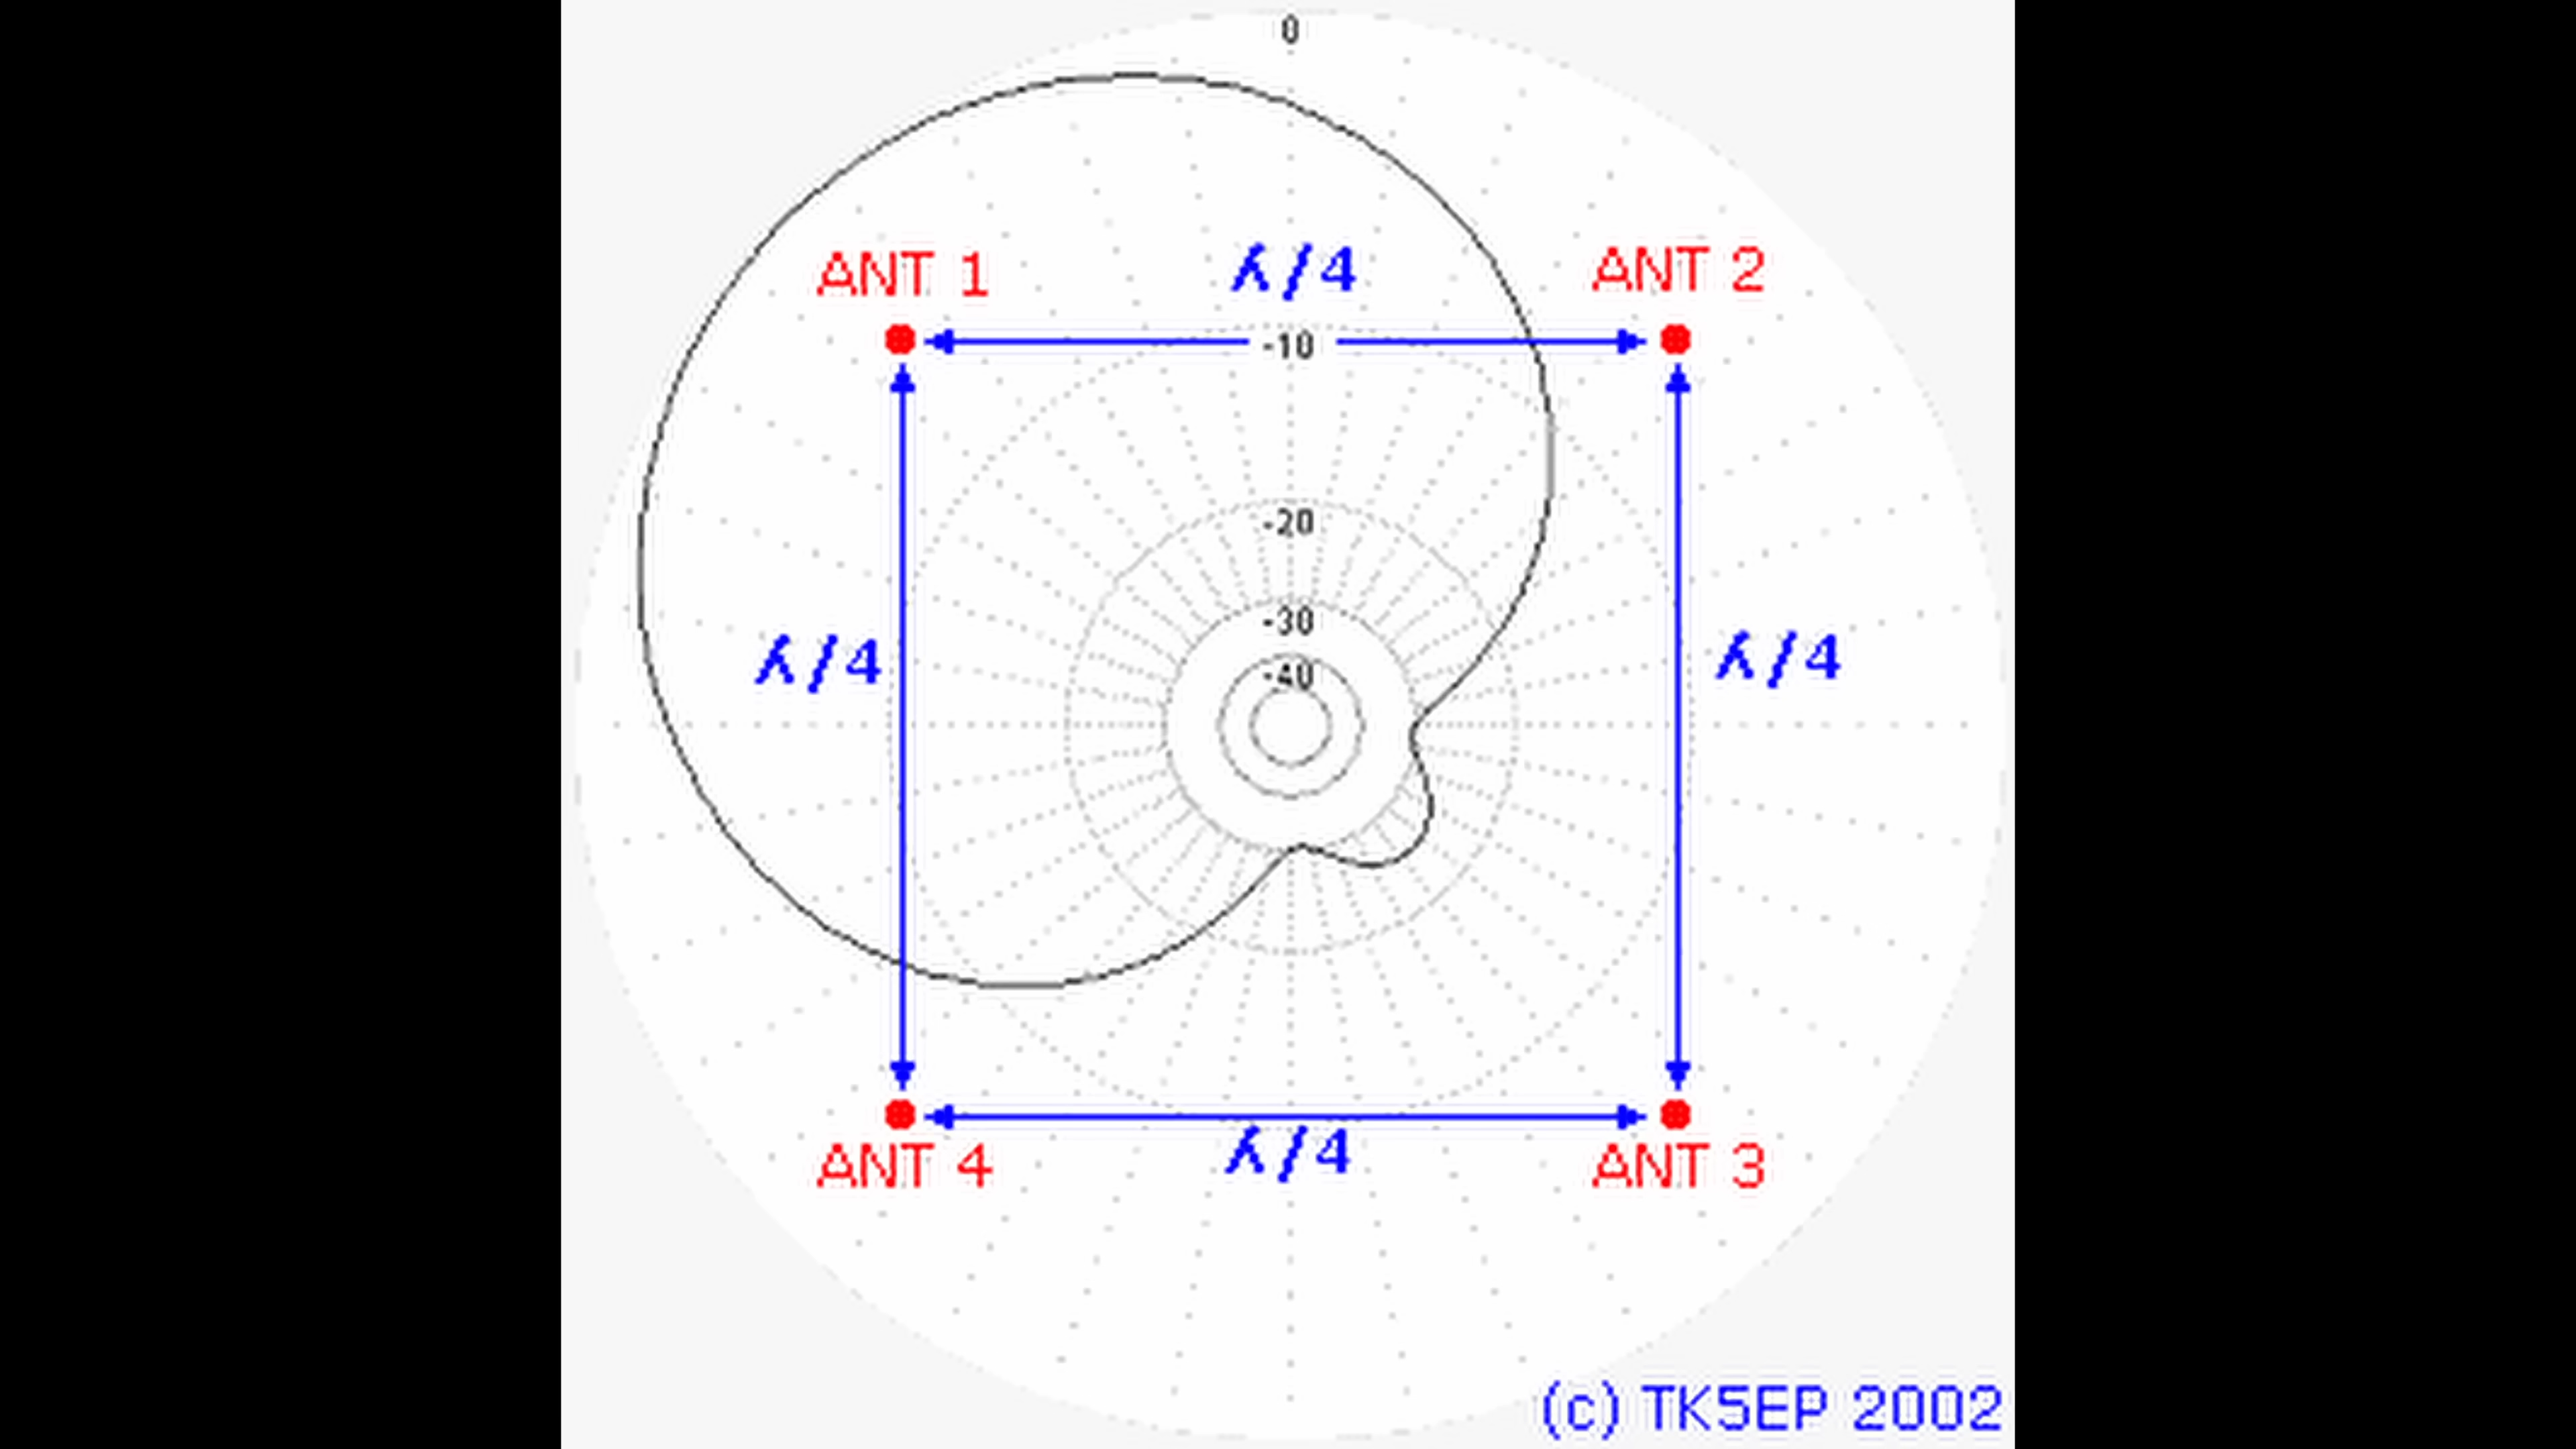 0
ANT 1
λ/4
ANT 2
-10
-20
-30
-40
λ/4
λ/4
λ/4
ANT 4
ANT 3
(c) TK5EP 2002